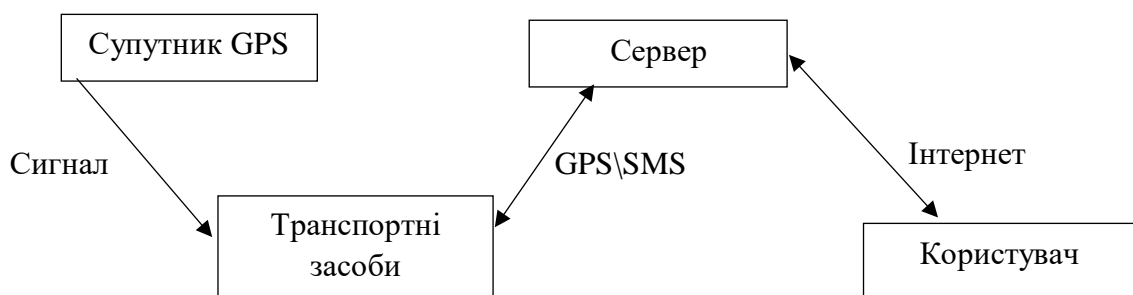 Супутник GPS
Сервер
Сигнал
GPS\SMS
Інтернет
Транспортні
засоби
Користувач